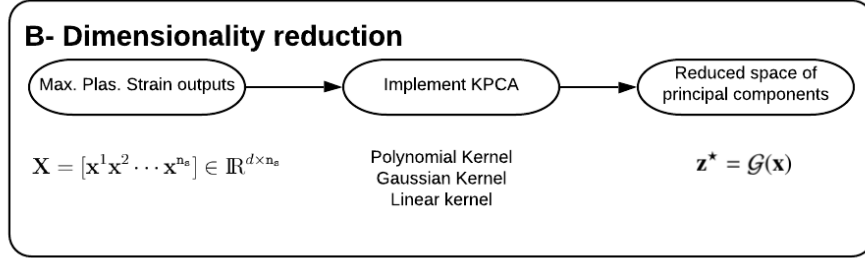 B- Dimensionality reduction
Max. Plas. Strain outputs
Implement KPCA
Reduced space of
principal components
𝐗 = [𝐱¹𝐱² ⋯ 𝐱ⁿˢ] ∈ ℝ^{d×nₛ}
Polynomial Kernel
Gaussian Kernel
Linear kernel
𝐳* = 𝒢(𝐱)